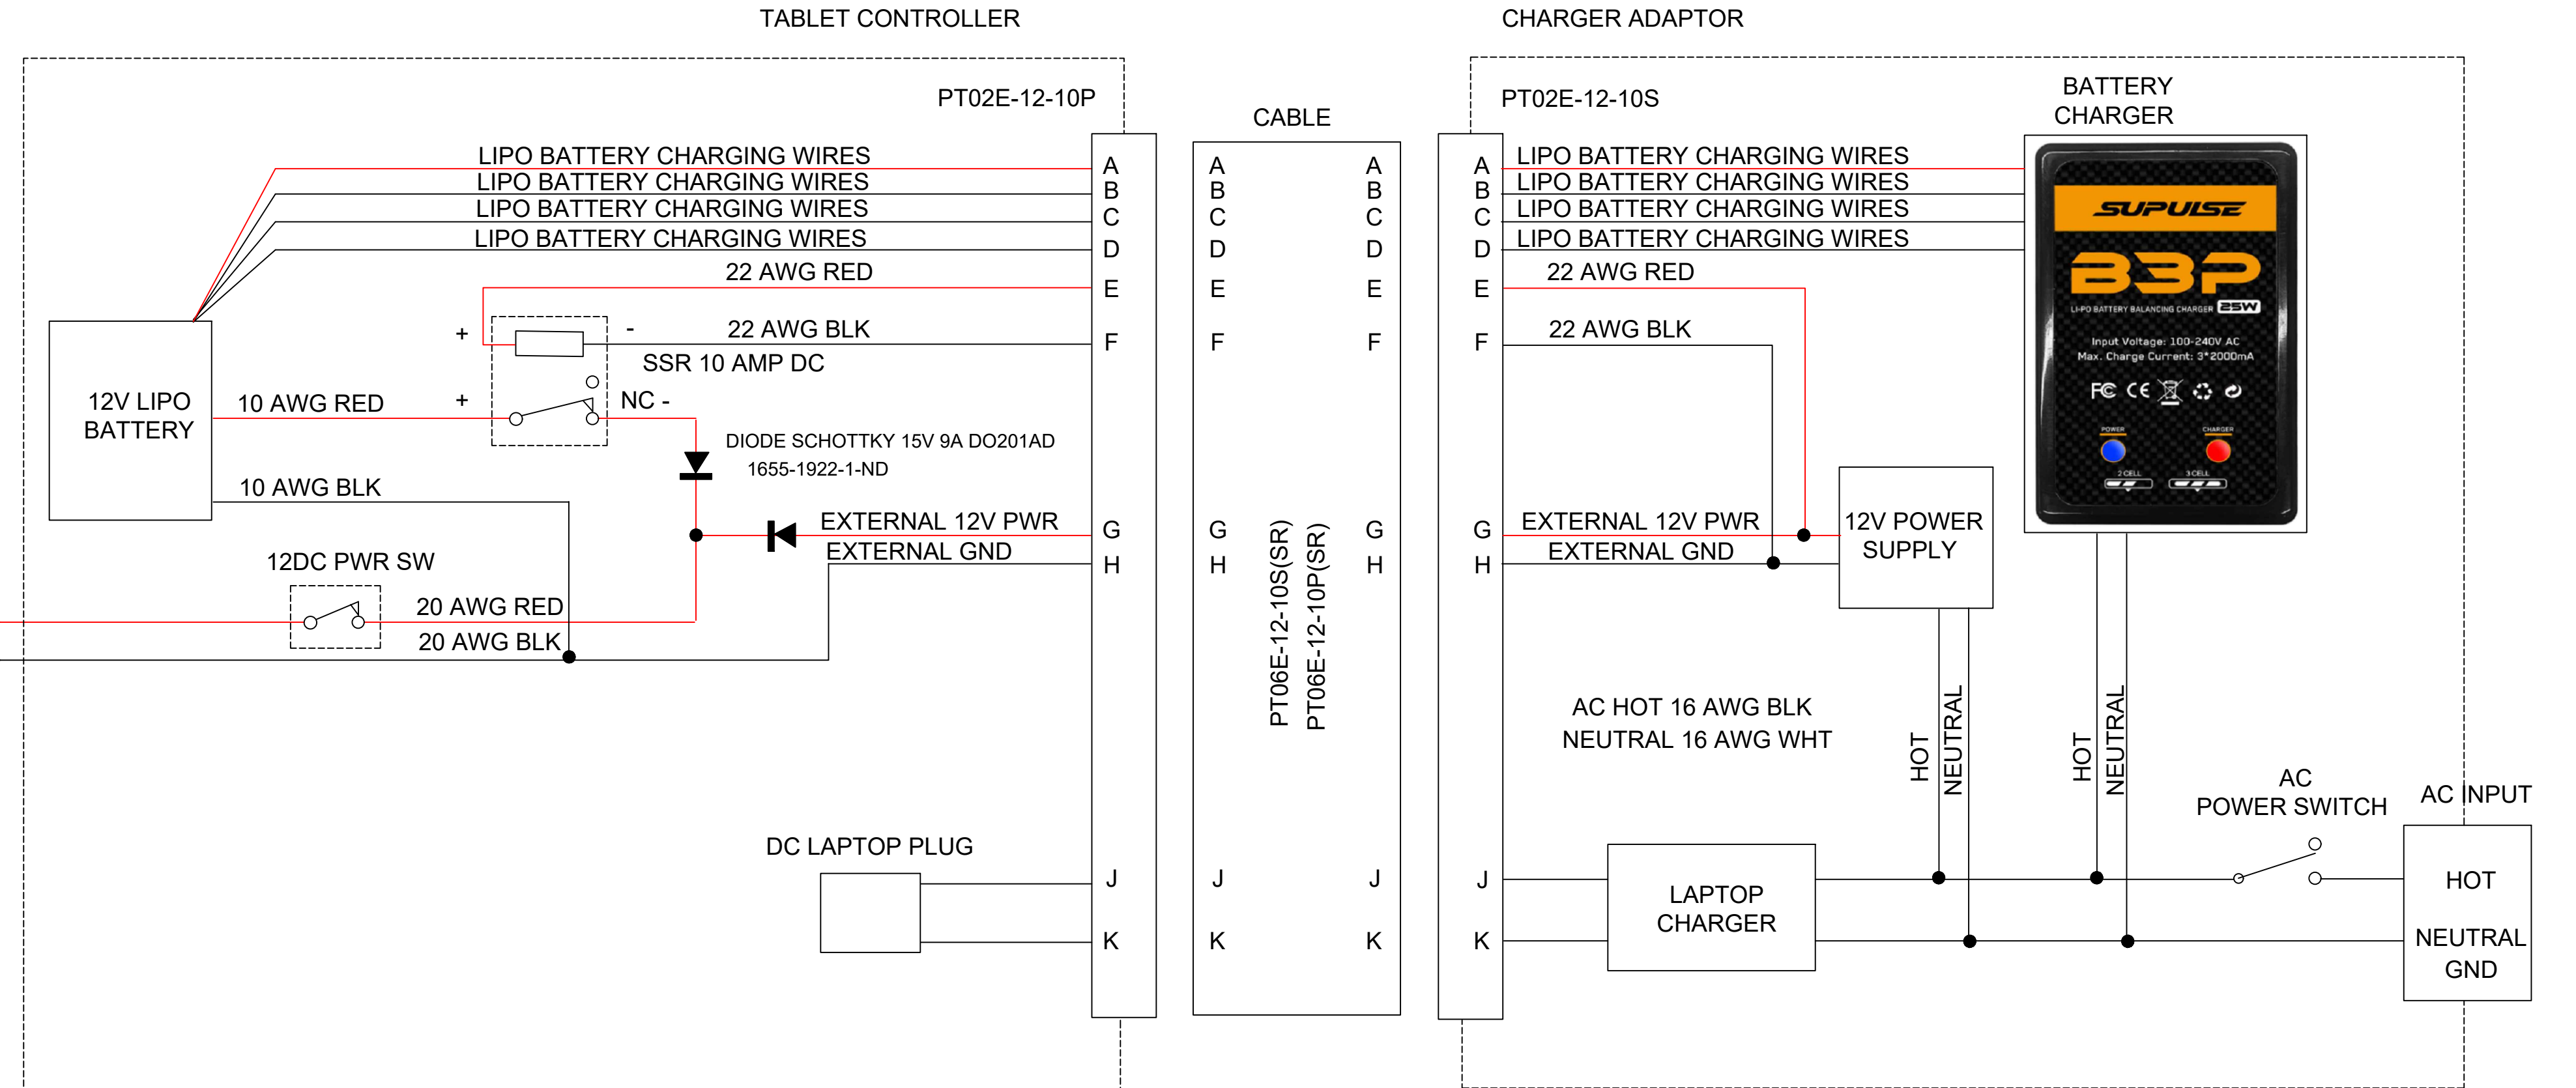 TABLET CONTROLLER
CHARGER ADAPTOR
PT02E-12-10P
CABLE
PT02E-12-10S
BATTERY
CHARGER
LIPO BATTERY CHARGING WIRES
LIPO BATTERY CHARGING WIRES
LIPO BATTERY CHARGING WIRES
LIPO BATTERY CHARGING WIRES
22 AWG RED
+
-
22 AWG BLK
SSR 10 AMP DC
12V LIPO
BATTERY
10 AWG RED
+
NC -
DIODE SCHOTTKY 15V 9A DO201AD
1655-1922-1-ND
10 AWG BLK
EXTERNAL 12V PWR
EXTERNAL GND
12DC PWR SW
20 AWG RED
20 AWG BLK
DC LAPTOP PLUG
A
B
C
D
E
F
G
H
J
K
A
B
C
D
E
F
G
H
J
K
PT06E-12-10S(SR)
PT06E-12-10P(SR)
A
B
C
D
E
F
G
H
J
K
A
B
C
D
E
F
G
H
J
K
LIPO BATTERY CHARGING WIRES
LIPO BATTERY CHARGING WIRES
LIPO BATTERY CHARGING WIRES
LIPO BATTERY CHARGING WIRES
22 AWG RED
22 AWG BLK
EXTERNAL 12V PWR
EXTERNAL GND
12V POWER
SUPPLY
SUPULSE
B3P
LI-PO BATTERY BALANCING CHARGER 25W
Input Voltage: 100-240V AC
Max. Charge Current: 3*2000mA
FC CE
POWER
CHARGER
2 CELL
3 CELL
AC HOT 16 AWG BLK
NEUTRAL 16 AWG WHT
HOT
NEUTRAL
HOT
NEUTRAL
AC
POWER SWITCH
AC INPUT
LAPTOP
CHARGER
HOT
NEUTRAL
GND